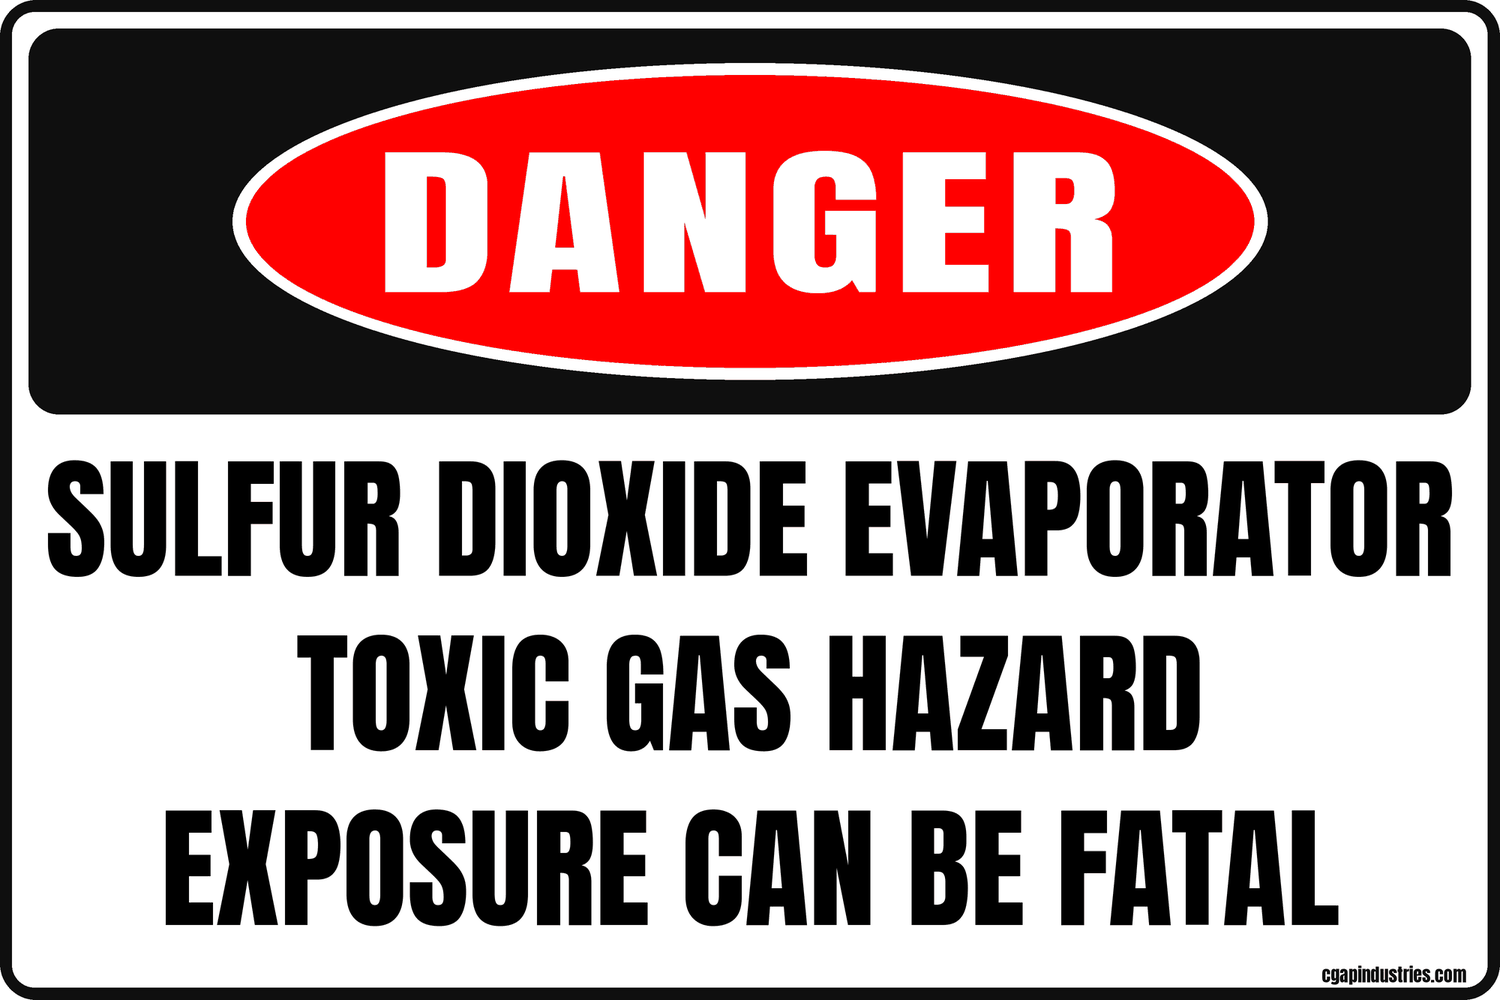 DANGER
SULFUR DIOXIDE EVAPORATOR
TOXIC GAS HAZARD
EXPOSURE CAN BE FATAL
cgapindustries.com